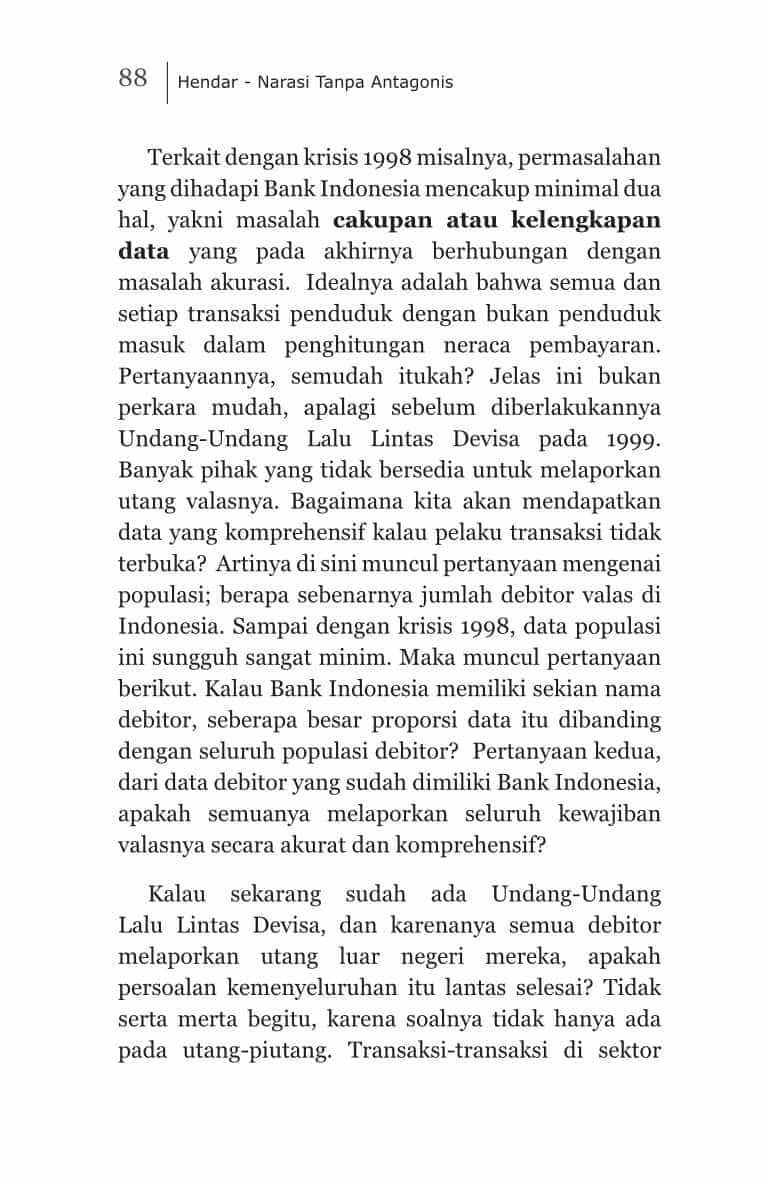 88
Hendar - Narasi Tanpa Antagonis
Terkait dengan krisis 1998 misalnya, permasalahan
yang dihadapi Bank Indonesia mencakup minimal dua
hal, yakni masalah cakupan atau kelengkapan
data yang pada akhirnya berhubungan dengan
masalah akurasi.  Idealnya adalah bahwa semua dan
setiap transaksi penduduk dengan bukan penduduk
masuk dalam penghitungan neraca pembayaran.
Pertanyaannya, semudah itukah? Jelas ini bukan
perkara mudah, apalagi sebelum diberlakukannya
Undang-Undang Lalu Lintas Devisa pada 1999.
Banyak pihak yang tidak bersedia untuk melaporkan
utang valasnya. Bagaimana kita akan mendapatkan
data yang komprehensif kalau pelaku transaksi tidak
terbuka?  Artinya di sini muncul pertanyaan mengenai
populasi; berapa sebenarnya jumlah debitor valas di
Indonesia. Sampai dengan krisis 1998, data populasi
ini sungguh sangat minim. Maka muncul pertanyaan
berikut. Kalau Bank Indonesia memiliki sekian nama
debitor, seberapa besar proporsi data itu dibanding
dengan seluruh populasi debitor?  Pertanyaan kedua,
dari data debitor yang sudah dimiliki Bank Indonesia,
apakah semuanya melaporkan seluruh kewajiban
valasnya secara akurat dan komprehensif?
Kalau sekarang sudah ada Undang-Undang
Lalu Lintas Devisa, dan karenanya semua debitor
melaporkan utang luar negeri mereka, apakah
persoalan kemenyeluruhan itu lantas selesai? Tidak
serta merta begitu, karena soalnya tidak hanya ada
pada utang-piutang. Transaksi-transaksi di sektor